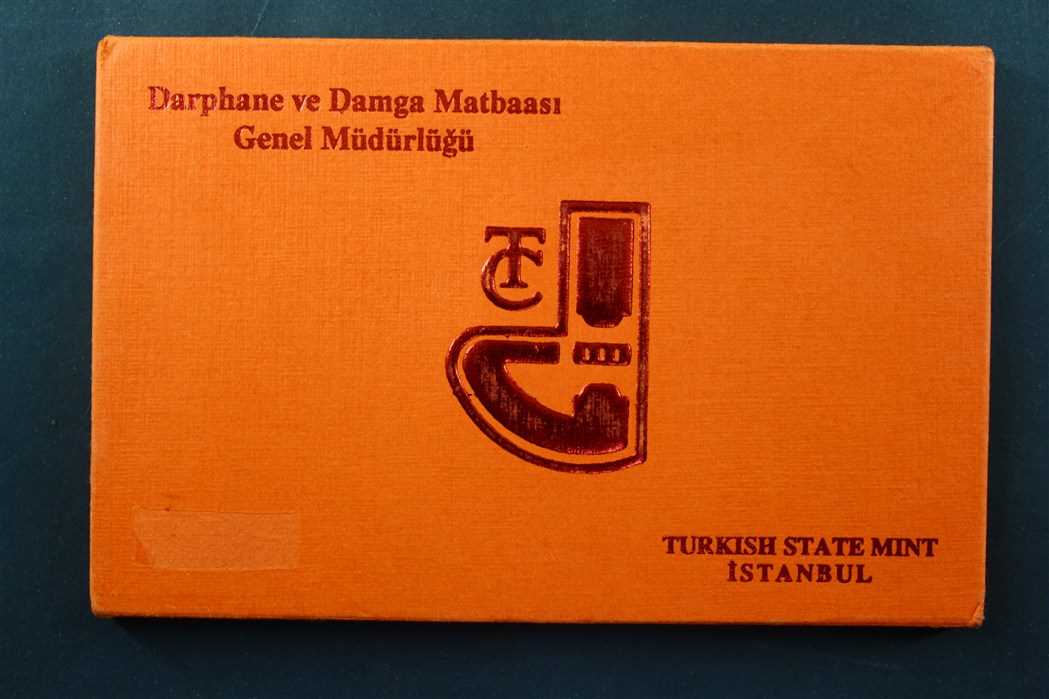 Darphane ve Damga Matbaası
Genel Müdürlüğü
TC
TURKISH STATE MINT
İSTANBUL